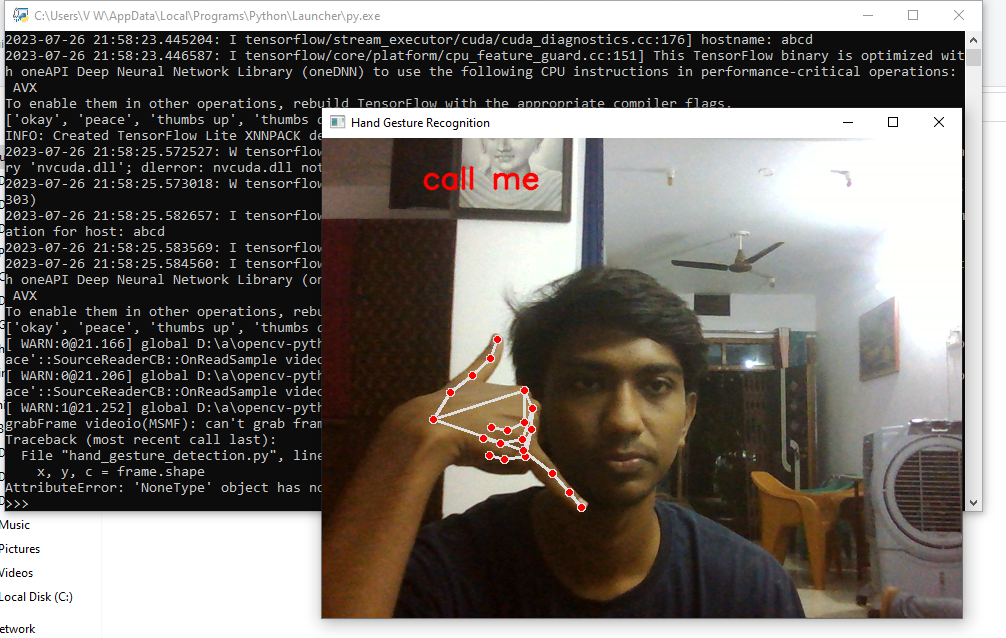 C:\Users\V W\AppData\Local\Programs\Python\Launcher\py.exe
2023-07-26 21:58:23.445204: I tensorflow/stream_executor/cuda/cuda_diagnostics.cc:176] hostname: abcd
2023-07-26 21:58:23.446587: I tensorflow/core/platform/cpu_feature_guard.cc:151] This TensorFlow binary is optimized wit
h oneAPI Deep Neural Network Library (oneDNN) to use the following CPU instructions in performance-critical operations:
AVX
To enable them in other operations, rebuild TensorFlow with the appropriate compiler flags.
['okay', 'peace', 'thumbs up', 'thumbs
INFO: Created TensorFlow Lite XNNPACK
2023-07-26 21:58:25.572527: W tensorflow
ry 'nvcuda.dll'; dlerror: nvcuda.dll not
2023-07-26 21:58:25.573018: W tensorflow
303)
2023-07-26 21:58:25.582657: I tensorflow
ation for host: abcd
2023-07-26 21:58:25.583569: I tensorflow
2023-07-26 21:58:25.584560: I tensorflow
h oneAPI Deep Neural Network Library
AVX
To enable them in other operations,
['okay', 'peace', 'thumbs up', 'thumbs
[ WARN:0@21.166] global D:\a\opencv-pyth
ace'::SourceReaderCB::OnReadSample video
[ WARN:0@21.206] global D:\a\opencv-pyth
ace'::SourceReaderCB::OnReadSample video
[ WARN:1@21.252] global D:\a\opencv-pyth
grabFrame videoio(MSMF): can't grab fram
Traceback (most recent call last):
File "hand_gesture_detection.py", line
x, y, c = frame.shape
AttributeError: 'NoneType' object has
>>>
Hand Gesture Recognition
call me
Music
Pictures
Videos
Local Disk (C:)
etwork